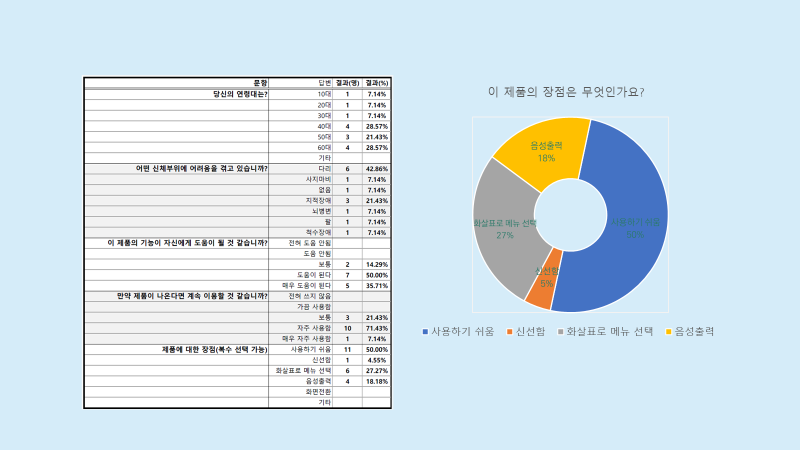 문항 답변 결과(명) 결과(%)
당신의 연령대는? 10대 1 7.14%
20대 1 7.14%
30대 1 7.14%
40대 4 28.57%
50대 3 21.43%
60대 4 28.57%
기타
어떤 신체부위에 어려움을 겪고 있습니까? 다리 6 42.86%
사지마비 1 7.14%
없음 1 7.14%
지적장애 3 21.43%
뇌병변 1 7.14%
팔 1 7.14%
척수장애 1 7.14%
이 제품의 기능이 자신에게 도움이 될 것 같습니까? 전혀 도움 안됨
도움 안됨
보통 2 14.29%
도움이 된다 7 50.00%
매우 도움이 된다 5 35.71%
만약 제품이 나온다면 계속 이용할 것 같습니까? 전혀 쓰지 않음
가끔 사용함
보통 3 21.43%
자주 사용함 10 71.43%
매우 자주 사용함 1 7.14%
제품에 대한 장점(복수 선택 가능) 사용하기 쉬움 11 50.00%
신선함 1 4.55%
화살표로 메뉴 선택 6 27.27%
음성출력 4 18.18%
화면전환
기타
이 제품의 장점은 무엇인가요?
음성출력
18%
화살표로 메뉴 선택
27%
사용하기 쉬움
50%
신선함
5%
사용하기 쉬움 신선함 화살표로 메뉴 선택 음성출력